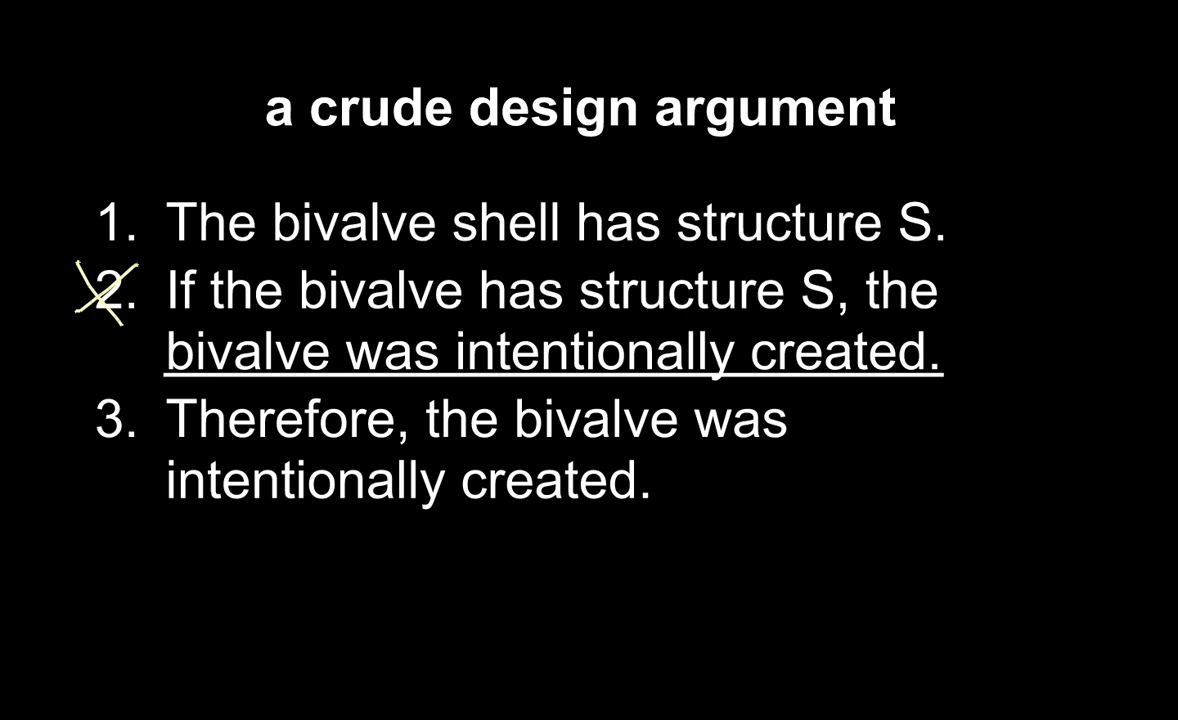 a crude design argument
1. The bivalve shell has structure S.
2. If the bivalve has structure S, the
bivalve was intentionally created.
3. Therefore, the bivalve was
intentionally created.